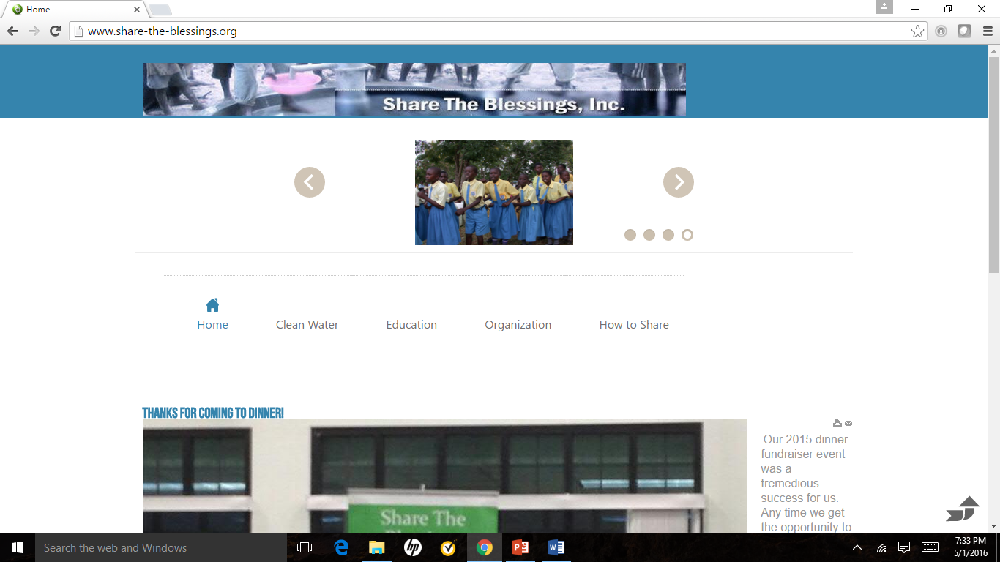 Home
www.share-the-blessings.org
Share The Blessings, Inc.
Home
Clean Water
Education
Organization
How to Share
THANKS FOR COMING TO DINNER!
Share The
Our 2015 dinner
fundraiser event
was a
tremedious
success for us.
Any time we get
the opportunity to
Search the web and Windows
hp
7:33 PM
5/1/2016